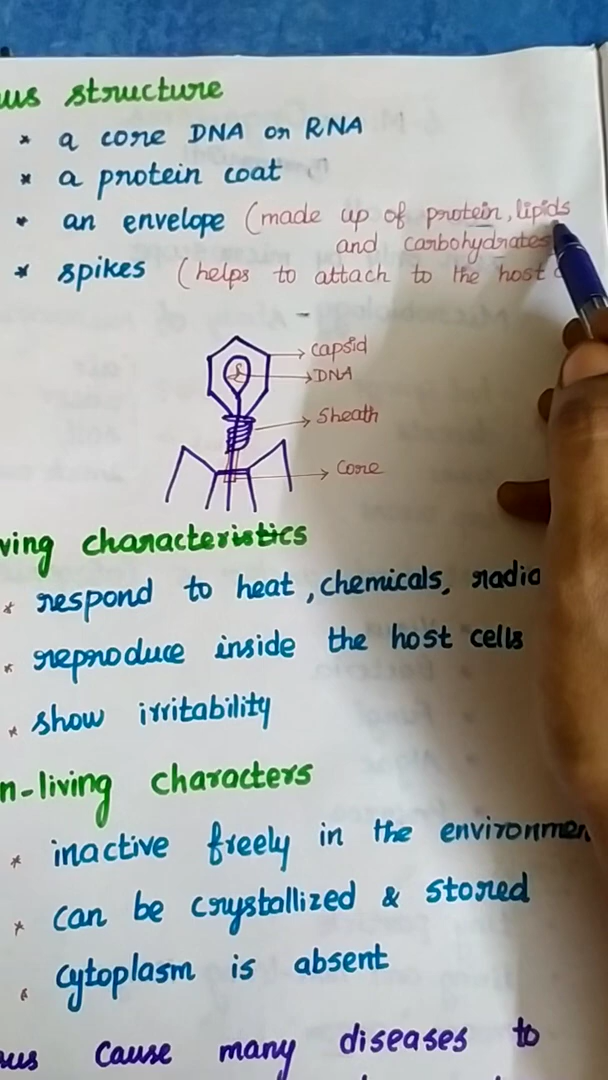 us structure
* a core DNA or RNA
* a protein coat
* an envelope (made up of protein, lipids
and carbohydrates
* spikes (helps to attach to the host
capsid
DNA
Sheath
Core
ving characteristics
* respond to heat, chemicals, radia
* reproduce inside the host cells
* show irritability
n-living characters
* inactive freely in the environmen
* can be crystallized & stored
* cytoplasm is absent
us cause many diseases to